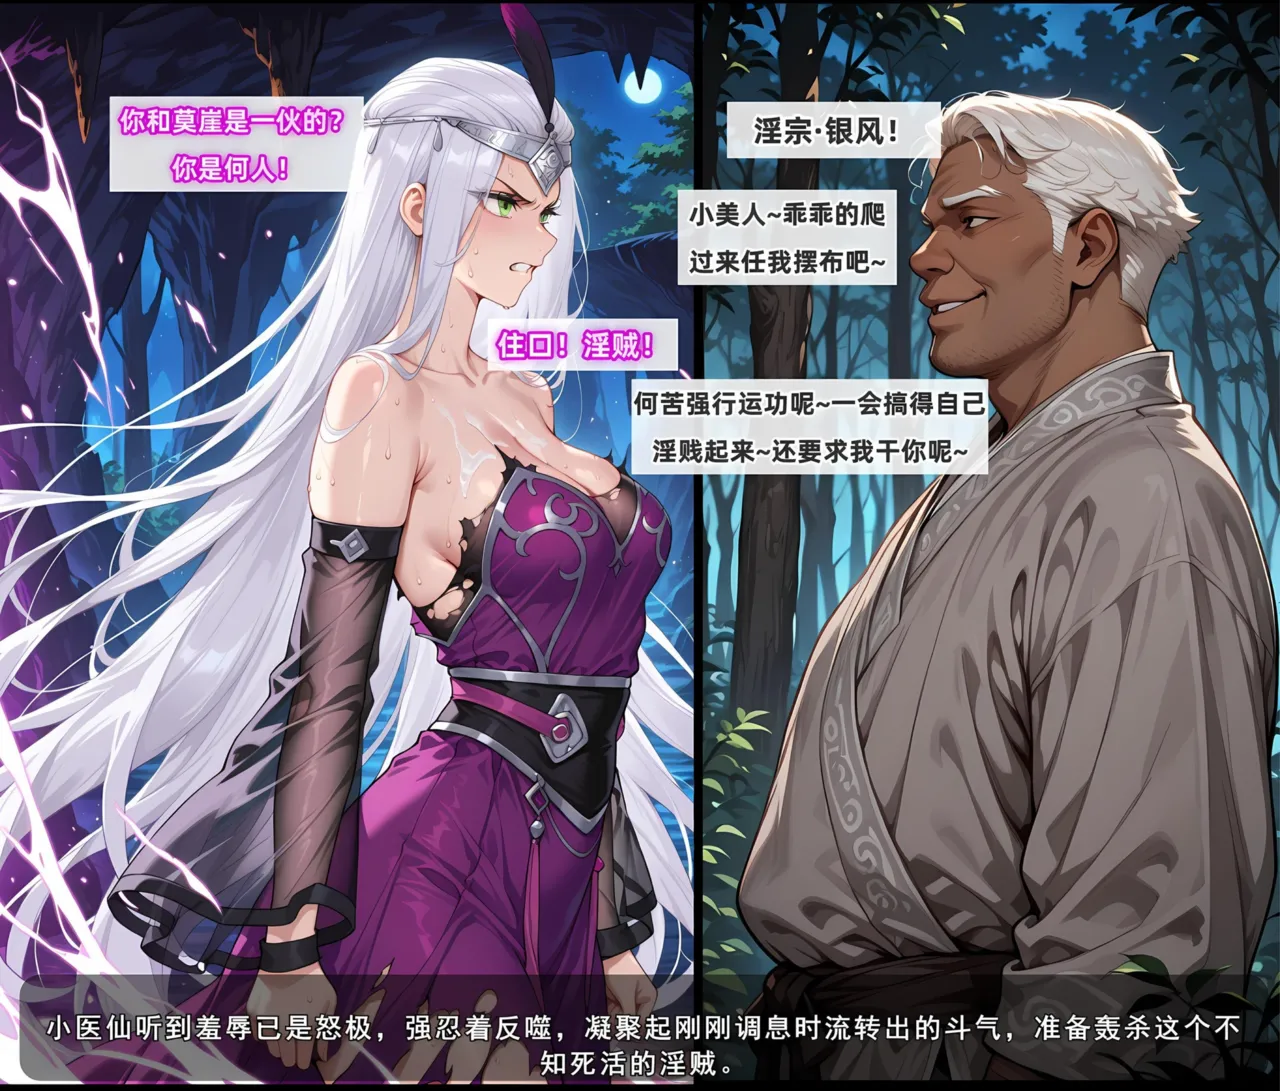 你和莫崖是一伙的?
你是何人!
淫宗·银风!
小美人~乖乖的爬
过来任我摆布吧~
住口! 淫贼!
何苦强行运功呢~一会搞得自己
淫贱起来~还要求我干你呢~
小医仙听到羞辱已是怒极，强忍着反噬，凝聚起刚刚调息时流转出的斗气，准备轰杀这个不
知死活的淫贼。